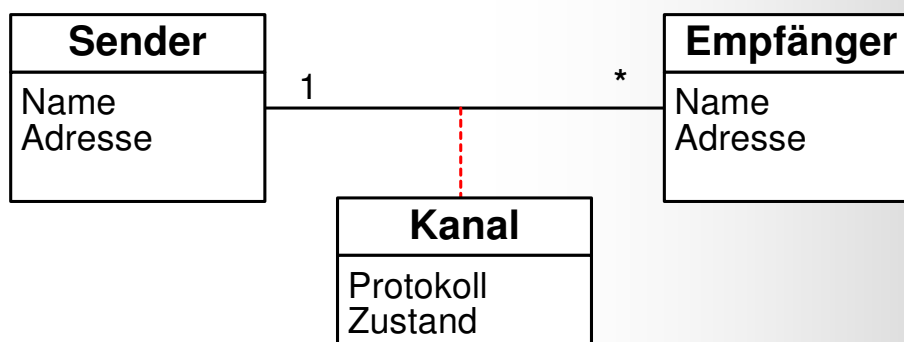 Sender
Name
Adresse
1
*
Empfänger
Name
Adresse
Kanal
Protokoll
Zustand